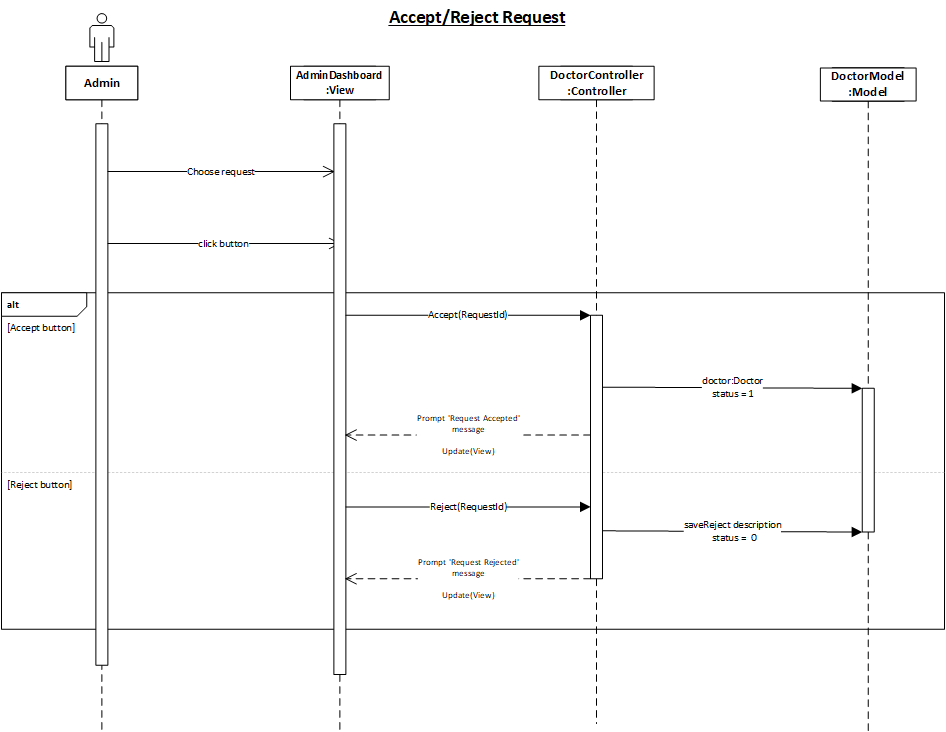 Accept/Reject Request
Admin
AdminDashboard
:View
DoctorController
:Controller
DoctorModel
:Model
Choose request
click button
alt
[Accept button]
Accept(RequestId)
doctor:Doctor
status = 1
Prompt 'Request Accepted'
message
Update(View)
[Reject button]
Reject(RequestId)
saveReject description
status = 0
Prompt 'Request Rejected'
message
Update(View)